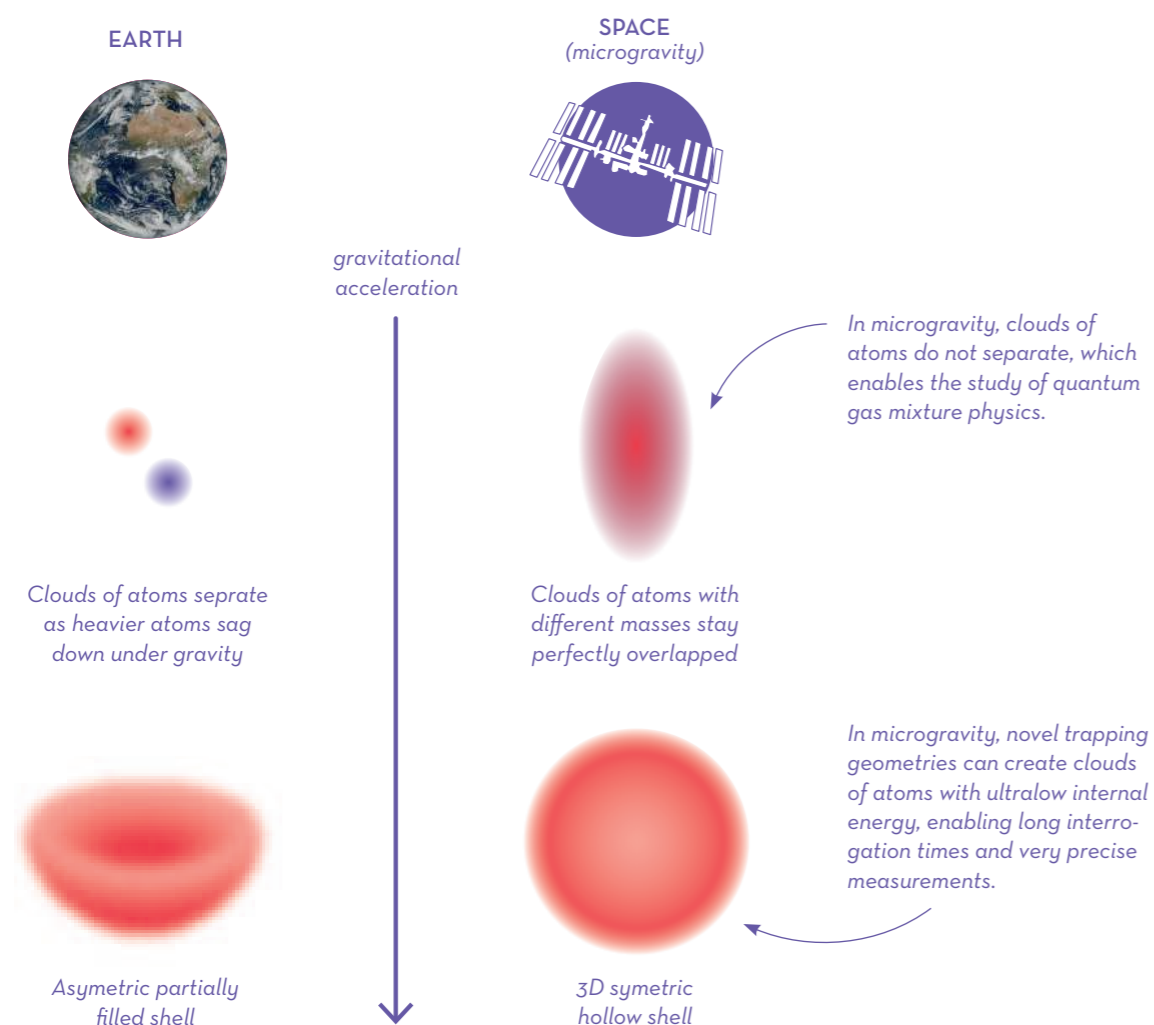 EARTH
SPACE
(microgravity)
gravitational
acceleration
In microgravity, clouds of
atoms do not separate, which
enables the study of quantum
gas mixture physics.
Clouds of atoms seprate
as heavier atoms sag
down under gravity
Clouds of atoms with
different masses stay
perfectly overlapped
In microgravity, novel trapping
geometries can create clouds
of atoms with ultralow internal
energy, enabling long interro-
gation times and very precise
measurements.
Asymetric partially
filled shell
3D symetric
hollow shell